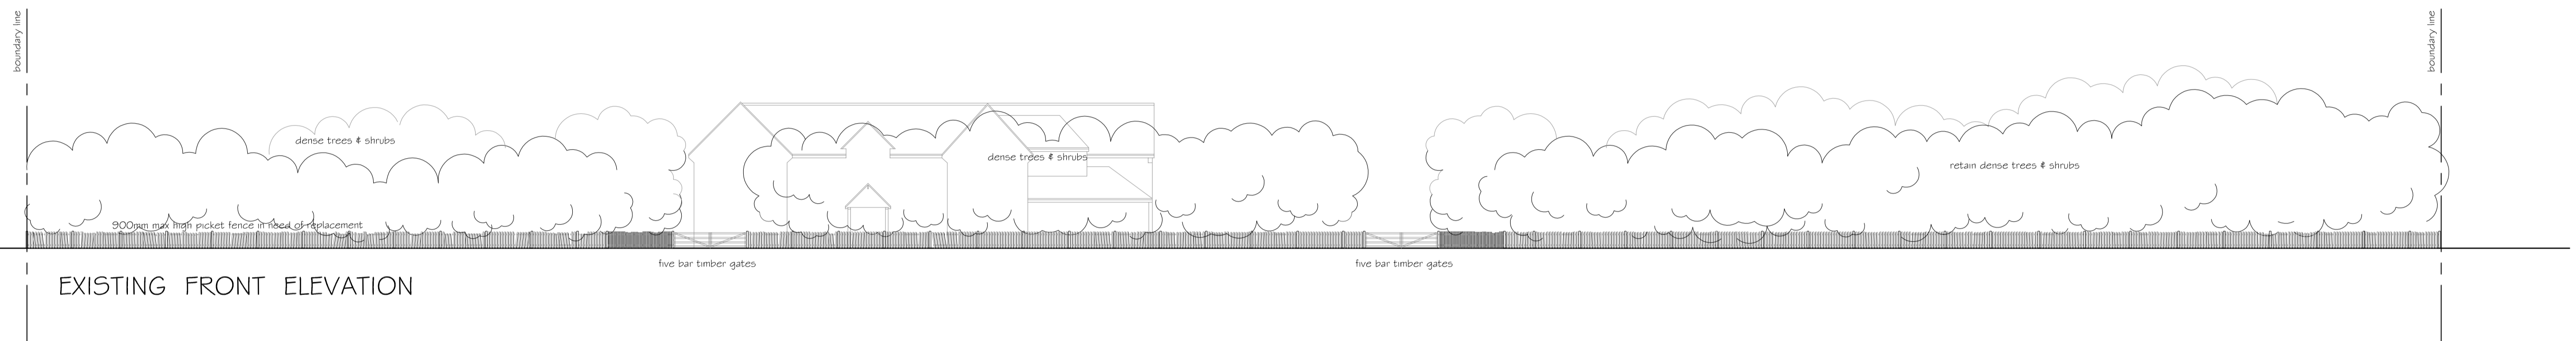 boundary line
boundary line
dense trees & shrubs
dense trees & shrubs
retain dense trees & shrubs
900mm max high picket fence in need of replacement
five bar timber gates
five bar timber gates
EXISTING FRONT ELEVATION